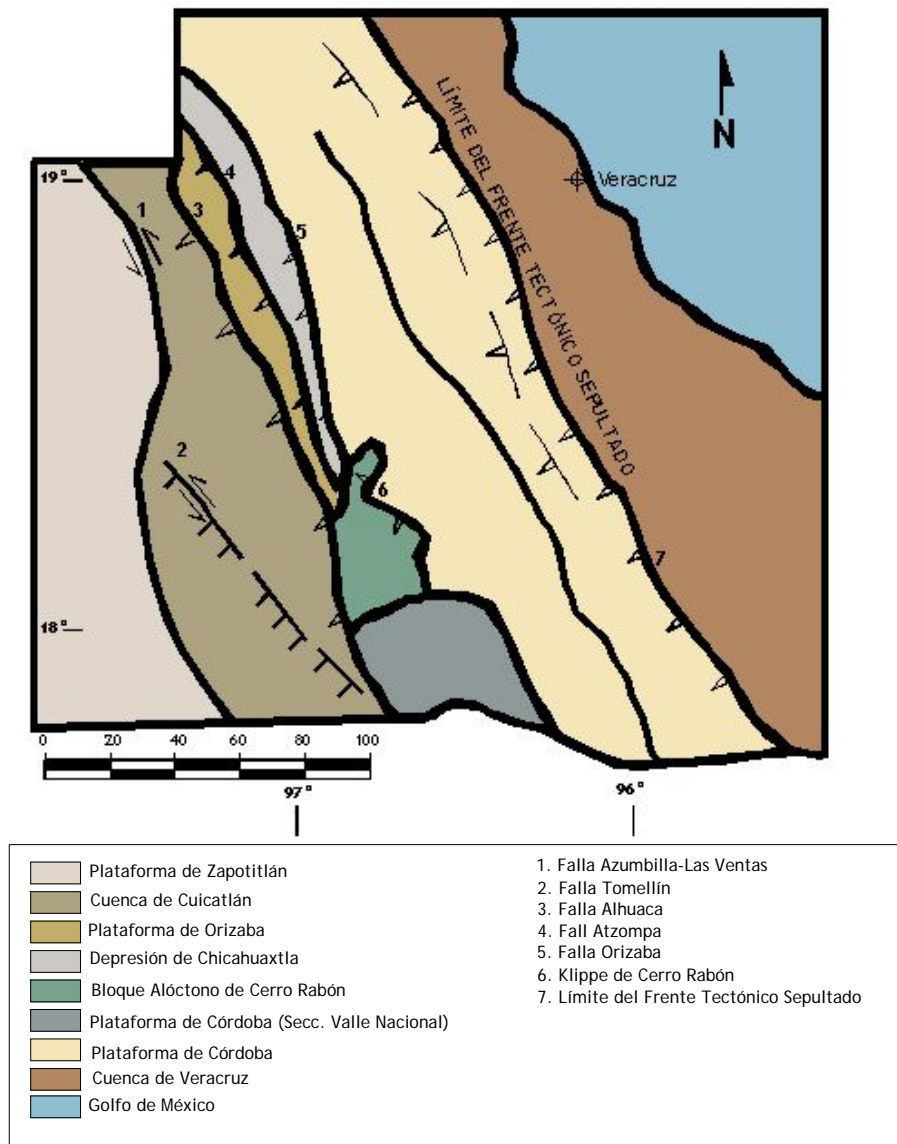 N
LÍMITE DEL FRENTE TECTÓNICO SEPULTADO
Veracruz
19°
1
3
4
5
2
6
7
18°
0 20 40 60 80 100
97°
96°
Plataforma de Zapotitlán
Cuenca de Cuicatlán
Plataforma de Orizaba
Depresión de Chicahuaxtla
Bloque Alóctono de Cerro Rabón
Plataforma de Córdoba (Secc. Valle Nacional)
Plataforma de Córdoba
Cuenca de Veracruz
Golfo de México
1. Falla Azumbilla-Las Ventas
2. Falla Tomellín
3. Falla Alhuaca
4. Fall Atzompa
5. Falla Orizaba
6. Klippe de Cerro Rabón
7. Límite del Frente Tectónico Sepultado